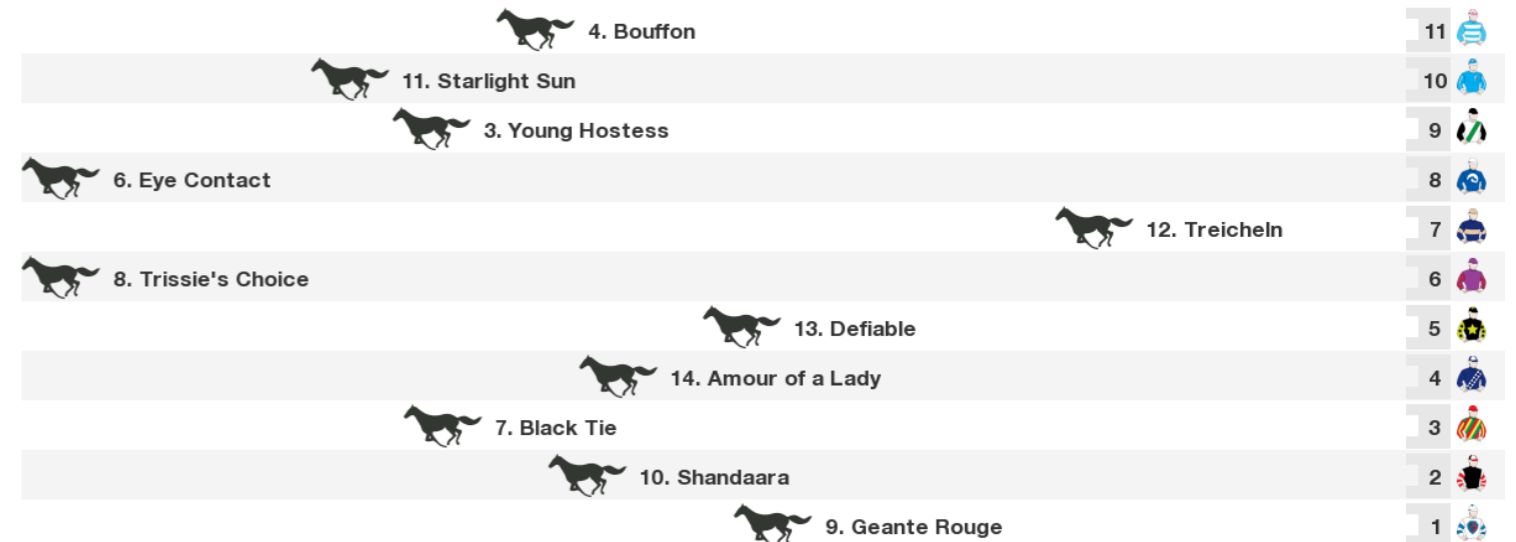 4. Bouffon 11
11. Starlight Sun 10
3. Young Hostess 9
6. Eye Contact 8
12. Treicheln 7
8. Trissie's Choice 6
13. Defiable 5
14. Amour of a Lady 4
7. Black Tie 3
10. Shandaara 2
9. Geante Rouge 1